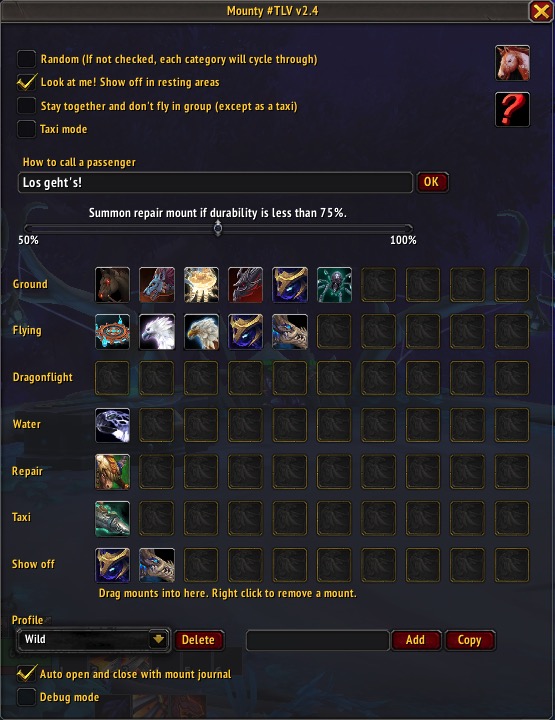 Mounty #TLV v2.4
Random (If not checked, each category will cycle through)
Look at me! Show off in resting areas
Stay together and don't fly in group (except as a taxi)
Taxi mode
How to call a passenger
Los geht's!
OK
Summon repair mount if durability is less than 75%.
50%
100%
Ground
Flying
Dragonflight
Water
Repair
Taxi
Show off
Drag mounts into here. Right click to remove a mount.
Profile
Wild
Delete
Add
Copy
Auto open and close with mount journal
Debug mode